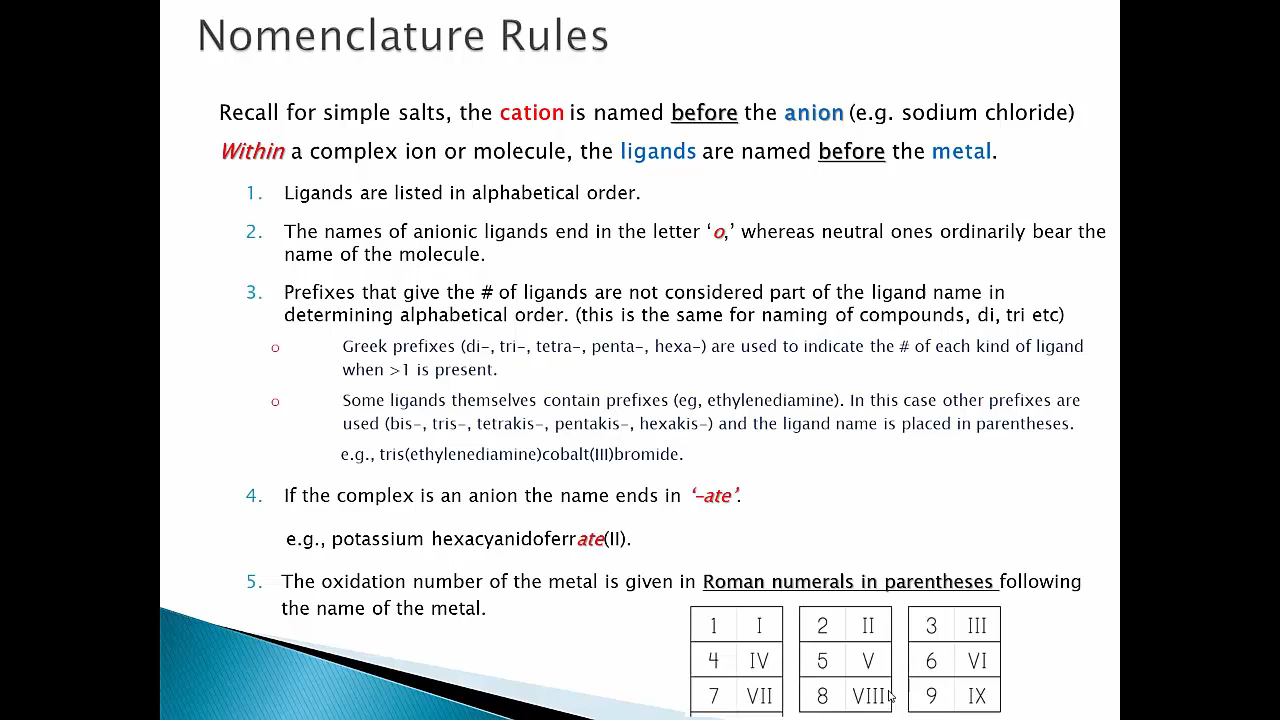 Nomenclature Rules
Recall for simple salts, the cation is named before the anion (e.g. sodium chloride)
Within a complex ion or molecule, the ligands are named before the metal.
1. Ligands are listed in alphabetical order.
2. The names of anionic ligands end in the letter ‘o,’ whereas neutral ones ordinarily bear the
name of the molecule.
3. Prefixes that give the # of ligands are not considered part of the ligand name in
determining alphabetical order. (this is the same for naming of compounds, di, tri etc)
o Greek prefixes (di-, tri-, tetra-, penta-, hexa-) are used to indicate the # of each kind of ligand
when >1 is present.
o Some ligands themselves contain prefixes (eg, ethylenediamine). In this case other prefixes are
used (bis-, tris-, tetrakis-, pentakis-, hexakis-) and the ligand name is placed in parentheses.
e.g., tris(ethylenediamine)cobalt(III)bromide.
4. If the complex is an anion the name ends in ‘-ate’.
e.g., potassium hexacyanidoferrate(II).
5. The oxidation number of the metal is given in Roman numerals in parentheses following
the name of the metal.
1 I 2 II 3 III
4 IV 5 V 6 VI
7 VII 8 VIII 9 IX